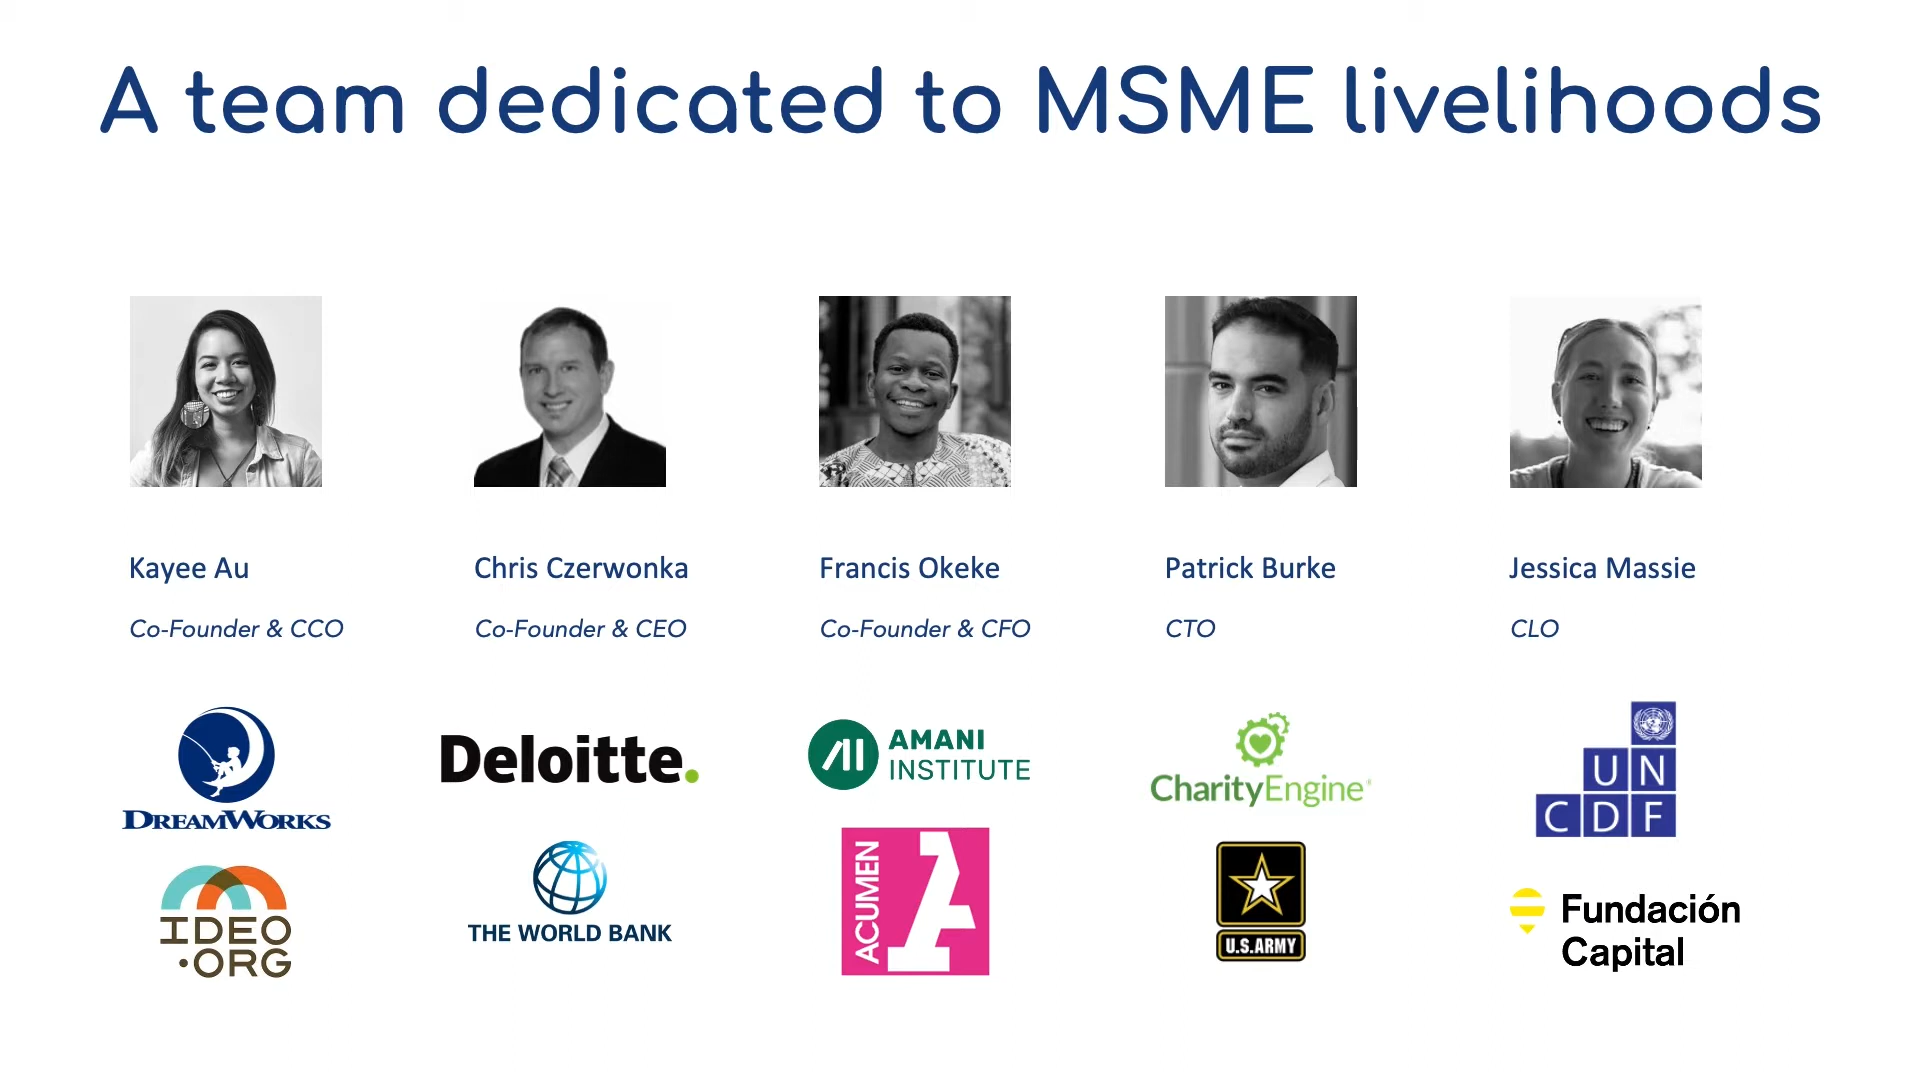 A team dedicated to MSME livelihoods
Kayee Au
Chris Czerwonka
Francis Okeke
Patrick Burke
Jessica Massie
Co-Founder & CCO
Co-Founder & CEO
Co-Founder & CFO
CTO
CLO
DREAMWORKS
Deloitte.
AMANI
INSTITUTE
CharityEngine
UN
CDF
IDEO
.ORG
THE WORLD BANK
ACUMEN
U.S.ARMY
Fundación
Capital